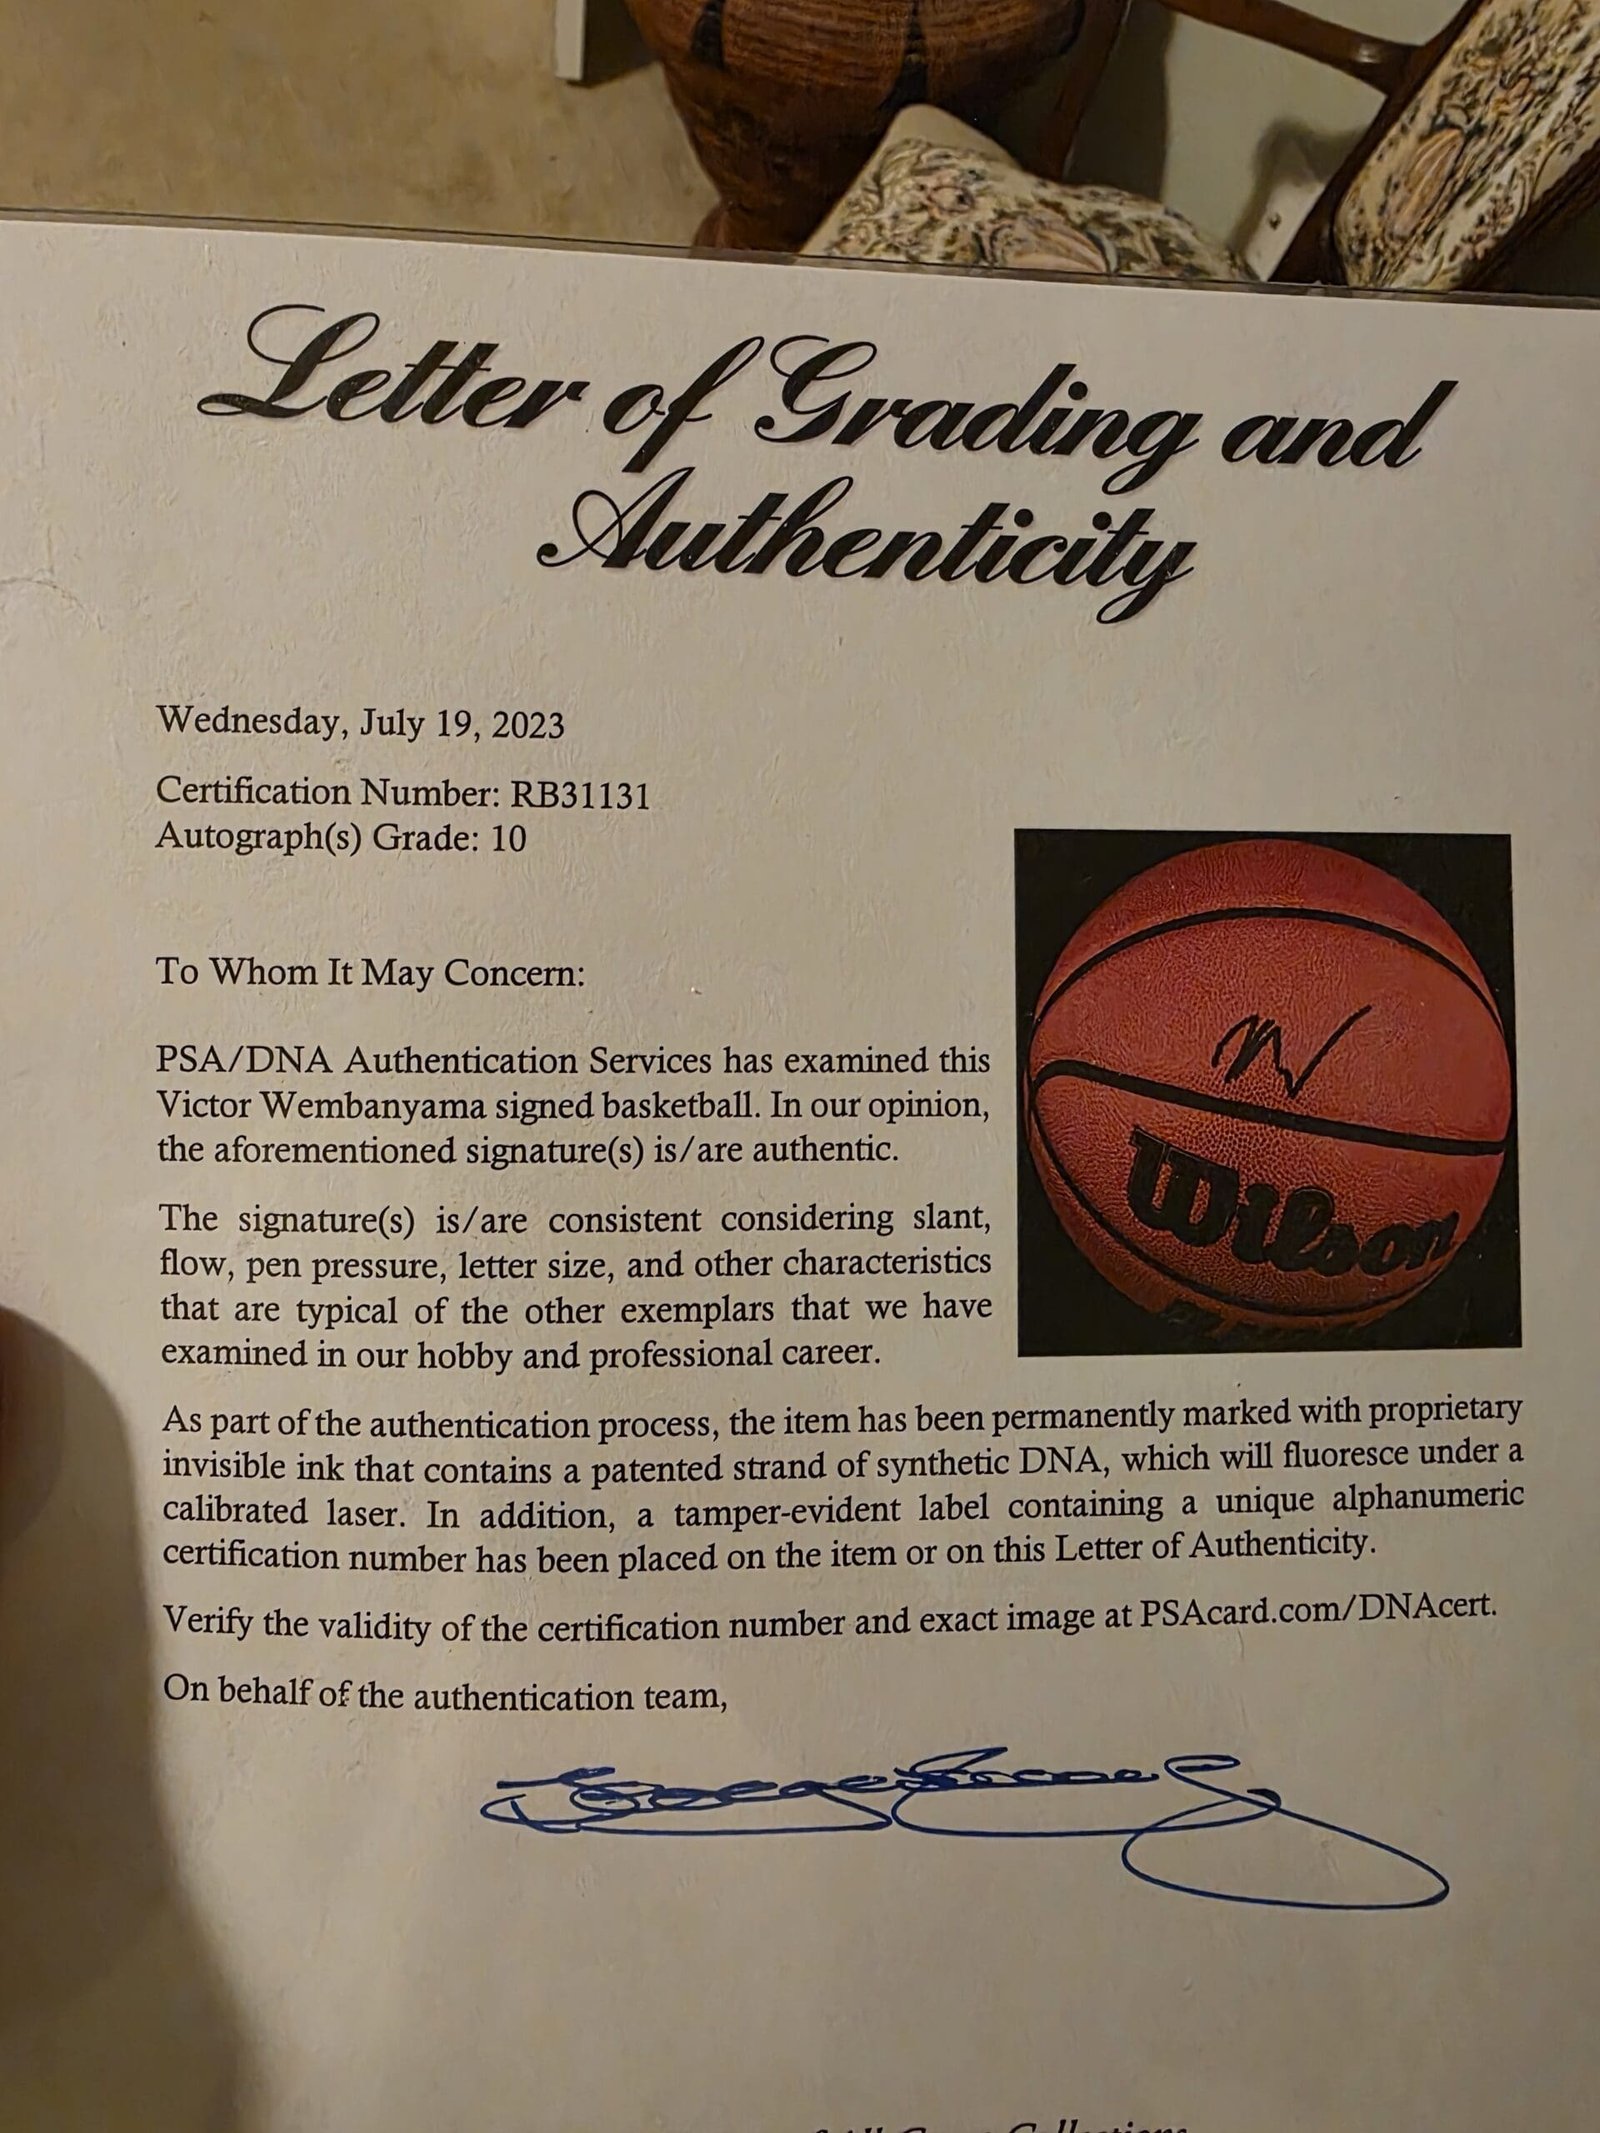 Letter of Grading and
Authenticity
Wednesday, July 19, 2023
Certification Number: RB31131
Autograph(s) Grade: 10
To Whom It May Concern:
PSA/DNA Authentication Services has examined this
Victor Wembanyama signed basketball. In our opinion,
the aforementioned signature(s) is/are authentic.
The signature(s) is/are consistent considering slant,
flow, pen pressure, letter size, and other characteristics
that are typical of the other exemplars that we have
examined in our hobby and professional career.
Wilson
As part of the authentication process, the item has been permanently marked with proprietary
invisible ink that contains a patented strand of synthetic DNA, which will fluoresce under a
calibrated laser. In addition, a tamper-evident label containing a unique alphanumeric
certification number has been placed on the item or on this Letter of Authenticity.
Verify the validity of the certification number and exact image at PSAcard.com/DNAcert.
On behalf of the authentication team,